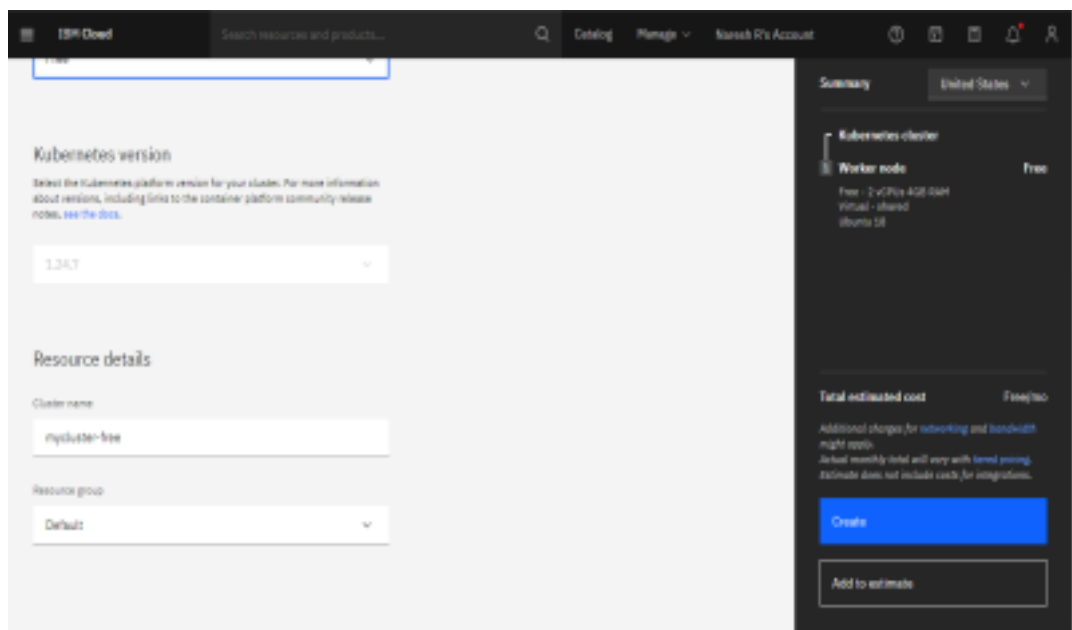 IBM Cloud
Search resources and products...
Catalog
Manage
Naresh R's Account
Free
Summary
United States
Kubernetes version
Select the Kubernetes platform version for your cluster. For more information
about versions, including links to the container platform community release
notes, see the docs.
1.24.7
Resource details
Cluster name
mycluster-free
Resource group
Default
Kubernetes cluster
1 Worker node Free
Free - 2 vCPUs 4GB RAM
Virtual - shared
Ubuntu 18
Total estimated cost Free/mo
Additional charges for networking and bandwidth
might apply.
Actual monthly total will vary with tiered pricing.
Estimate does not include costs for integrations.
Create
Add to estimate